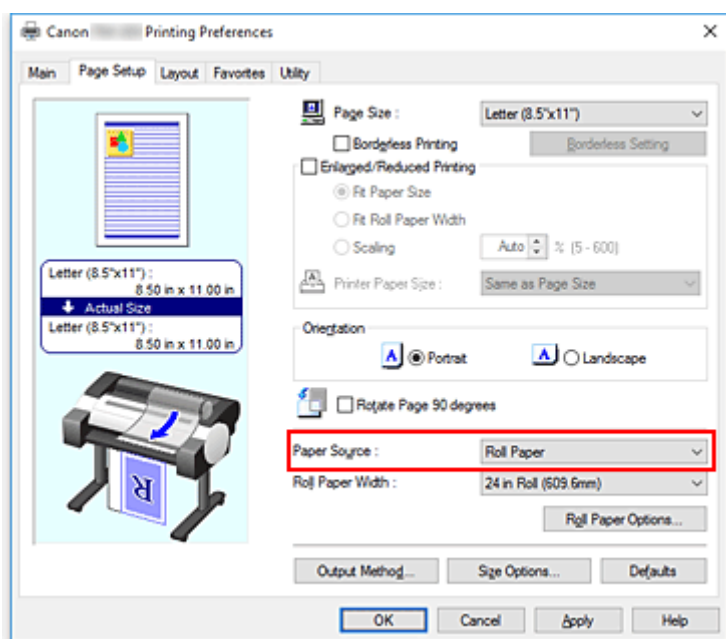 Canon Printing Preferences
Main Page Setup Layout Favorites Utility
Page Size : Letter (8.5"x11")
Borderless Printing Borderless Setting
Enlarged/Reduced Printing
Fit Paper Size
Fit Roll Paper Width
Scaling Auto % (5 - 600)
Printer Paper Size : Same as Page Size
Letter (8.5"x11") :
8.50 in x 11.00 in
Actual Size
Letter (8.5"x11") :
8.50 in x 11.00 in
Orientation
A Portrait A Landscape
Rotate Page 90 degrees
Paper Source : Roll Paper
Roll Paper Width : 24 in Roll (609.6mm)
Roll Paper Options...
R
Output Method... Size Options... Defaults
OK Cancel Apply Help